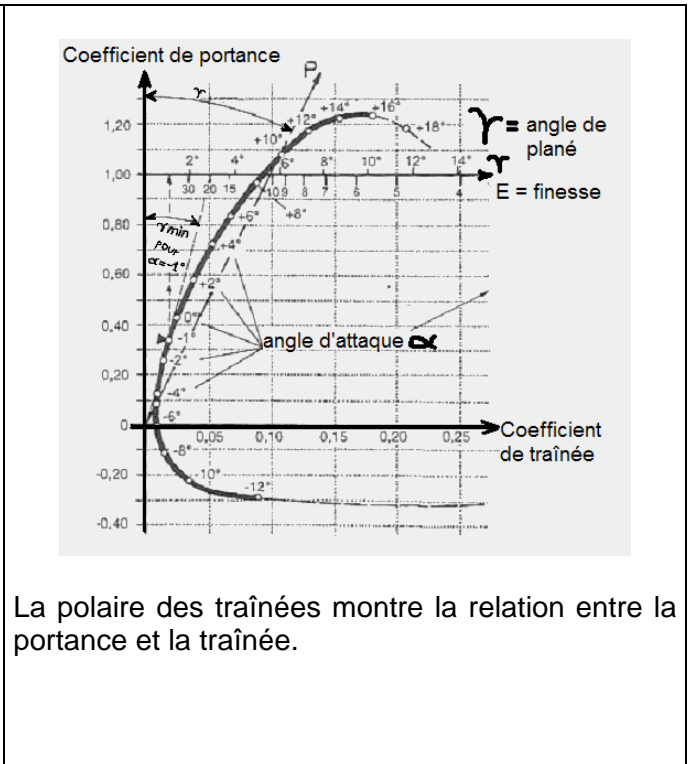 Coefficient de portance
P
ϒ
+14° +16°
1,20
+12°
+18°
ϒ = angle de
plané
+10°
2° 4° 6° 8° 10° 12° 14°
ϒ
1,00
30 20 15 10 9 8 7 6 5 4
E = finesse
+8°
0,80
+6°
ϒmin
pour
α=-1°
+4°
0,60
+2°
0,40
0°
-1°
angle d'attaque α
-2°
0,20
-4°
0
-6°
Coefficient
de traînée
0,05 0,10 0,15 0,20 0,25
-8°
-0,20
-10°
-12°
-0,40
La polaire des traînées montre la relation entre la
portance et la traînée.